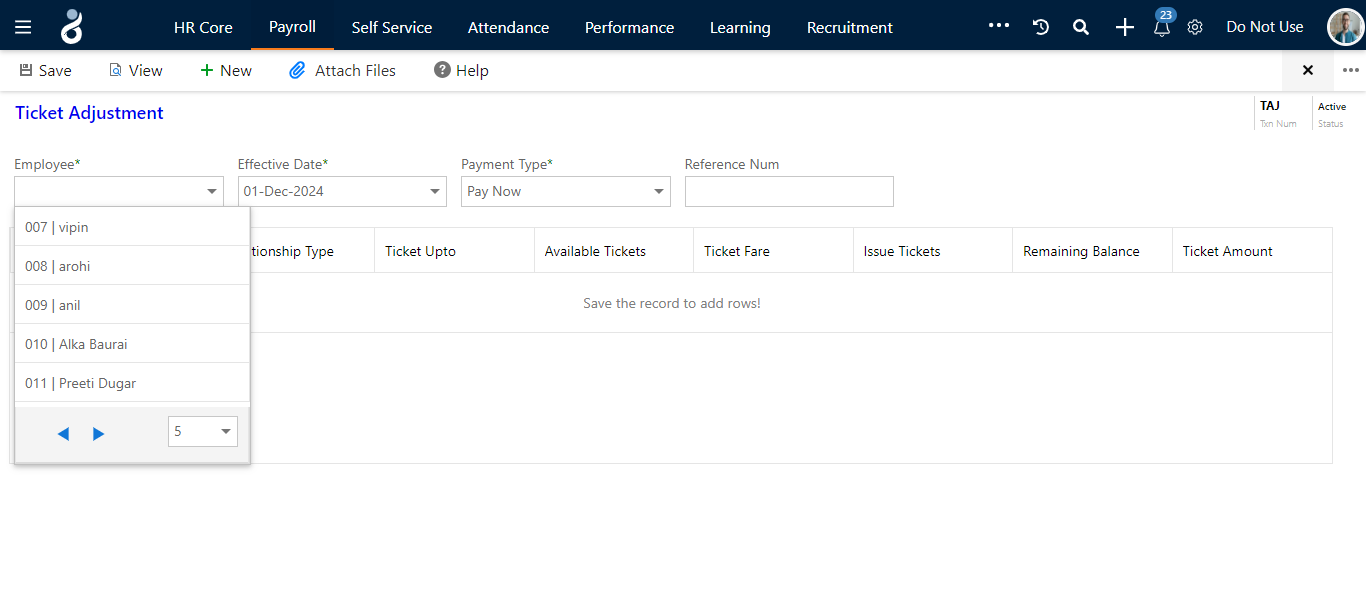 HR Core Payroll Self Service Attendance Performance Learning Recruitment 23 Do Not Use
Save View New Attach Files Help
Ticket Adjustment
TAJ Active
Txn Num Status
Employee* Effective Date* Payment Type* Reference Num
01-Dec-2024 Pay Now
007 | vipin
tionship Type Ticket Upto Available Tickets Ticket Fare Issue Tickets Remaining Balance Ticket Amount
008 | arohi
009 | anil
Save the record to add rows!
010 | Alka Baurai
011 | Preeti Dugar
5